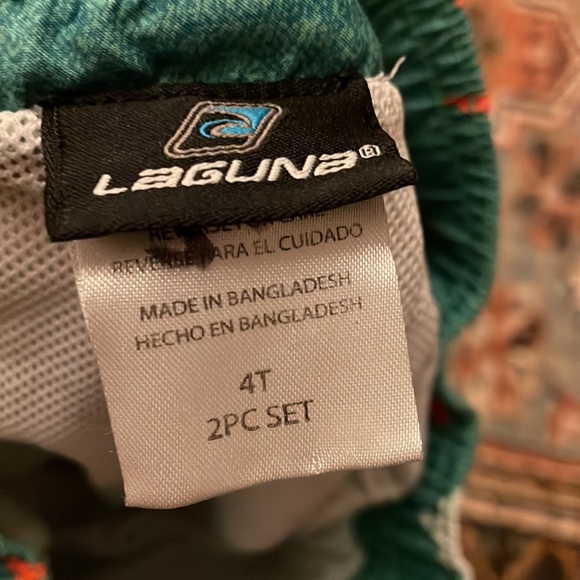 LAGUNA®
REVERSE PARA EL CUIDADO
MADE IN BANGLADESH
HECHO EN BANGLADESH
4T
2PC SET